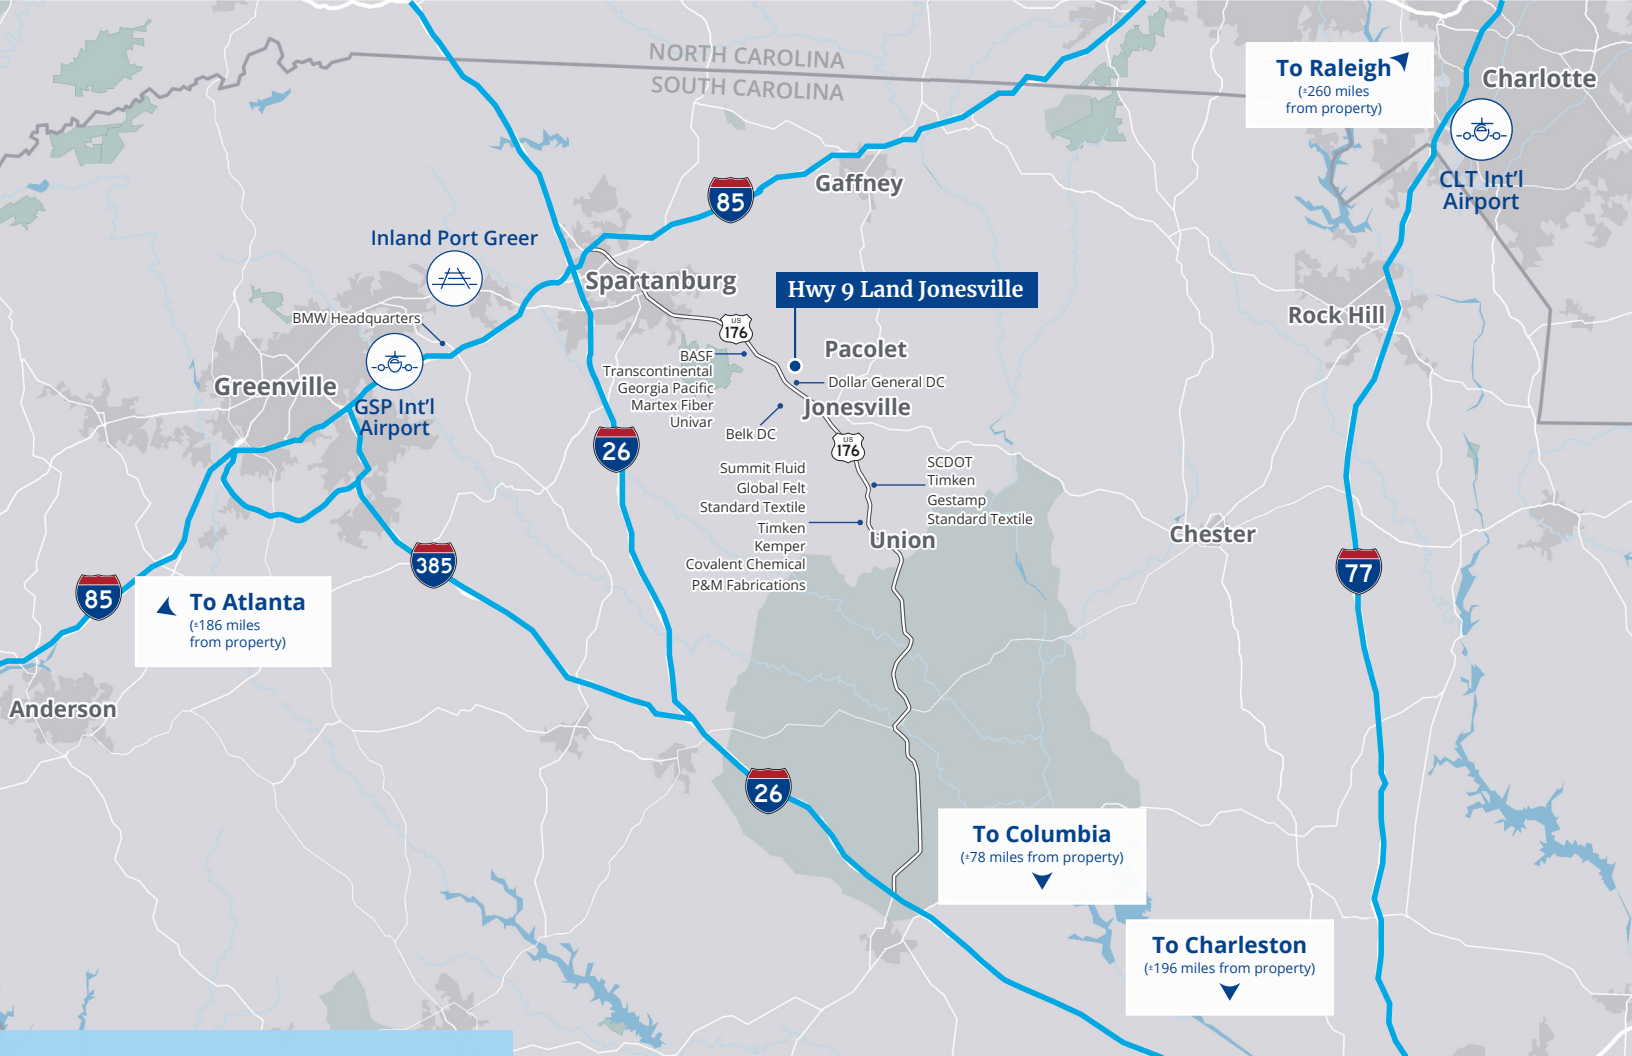 NORTH CAROLINA
SOUTH CAROLINA
To Raleigh
(±260 miles
from property)
Charlotte
CLT Int'l
Airport
Gaffney
85
Inland Port Greer
Spartanburg
Hwy 9 Land Jonesville
BMW Headquarters
US
176
Rock Hill
Pacolet
BASF
Transcontinental
Georgia Pacific
Martex Fiber
Univar
Dollar General DC
Greenville
GSP Int'l
Airport
Jonesville
Belk DC
26
US
176
Summit Fluid
Global Felt
Standard Textile
Timken
Kemper
Covalent Chemical
P&M Fabrications
SCDOT
Timken
Gestamp
Standard Textile
Union
Chester
385
77
85
To Atlanta
(±186 miles
from property)
Anderson
26
To Columbia
(±78 miles from property)
To Charleston
(±196 miles from property)